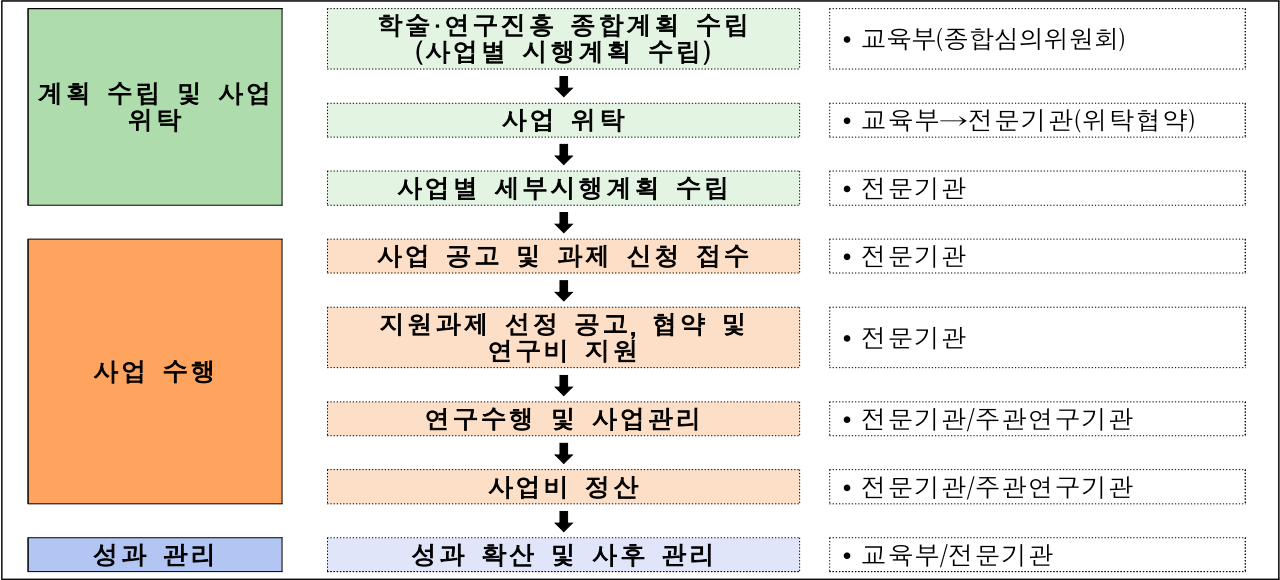 계획 수립 및 사업
위탁
학술·연구진흥 종합계획 수립
(사업별 시행계획 수립)
• 교육부(종합심의위원회)
사업 위탁
• 교육부→전문기관(위탁협약)
사업별 세부시행계획 수립
• 전문기관
사업 수행
사업 공고 및 과제 신청 접수
• 전문기관
지원과제 선정 공고, 협약 및
연구비 지원
• 전문기관
연구수행 및 사업관리
• 전문기관/주관연구기관
사업비 정산
• 전문기관/주관연구기관
성과 관리
성과 확산 및 사후 관리
• 교육부/전문기관